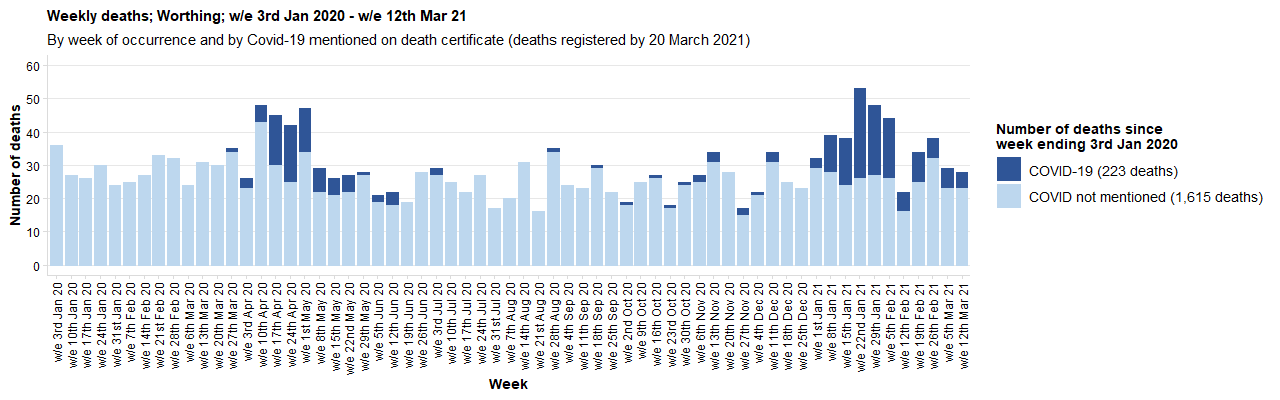 Weekly deaths; Worthing; w/e 3rd Jan 2020 - w/e 12th Mar 21
By week of occurrence and by Covid-19 mentioned on death certificate (deaths registered by 20 March 2021)
Number of deaths
60
50
40
30
20
10
0
w/e 3rd Jan 20
w/e 10th Jan 20
w/e 17th Jan 20
w/e 24th Jan 20
w/e 31st Jan 20
w/e 7th Feb 20
w/e 14th Feb 20
w/e 21st Feb 20
w/e 28th Feb 20
w/e 6th Mar 20
w/e 13th Mar 20
w/e 20th Mar 20
w/e 27th Mar 20
w/e 3rd Apr 20
w/e 10th Apr 20
w/e 17th Apr 20
w/e 24th Apr 20
w/e 1st May 20
w/e 8th May 20
w/e 15th May 20
w/e 22nd May 20
w/e 29th May 20
w/e 5th Jun 20
w/e 12th Jun 20
w/e 19th Jun 20
w/e 26th Jun 20
w/e 3rd Jul 20
w/e 10th Jul 20
w/e 17th Jul 20
w/e 24th Jul 20
w/e 31st Jul 20
w/e 7th Aug 20
w/e 14th Aug 20
w/e 21st Aug 20
w/e 28th Aug 20
w/e 4th Sep 20
w/e 11th Sep 20
w/e 18th Sep 20
w/e 25th Sep 20
w/e 2nd Oct 20
w/e 9th Oct 20
w/e 16th Oct 20
w/e 23rd Oct 20
w/e 30th Oct 20
w/e 6th Nov 20
w/e 13th Nov 20
w/e 20th Nov 20
w/e 27th Nov 20
w/e 4th Dec 20
w/e 11th Dec 20
w/e 18th Dec 20
w/e 25th Dec 20
w/e 1st Jan 21
w/e 8th Jan 21
w/e 15th Jan 21
w/e 22nd Jan 21
w/e 29th Jan 21
w/e 5th Feb 21
w/e 12th Feb 21
w/e 19th Feb 21
w/e 26th Feb 21
w/e 5th Mar 21
w/e 12th Mar 21
Week
Number of deaths since
week ending 3rd Jan 2020
COVID-19 (223 deaths)
COVID not mentioned (1,615 deaths)